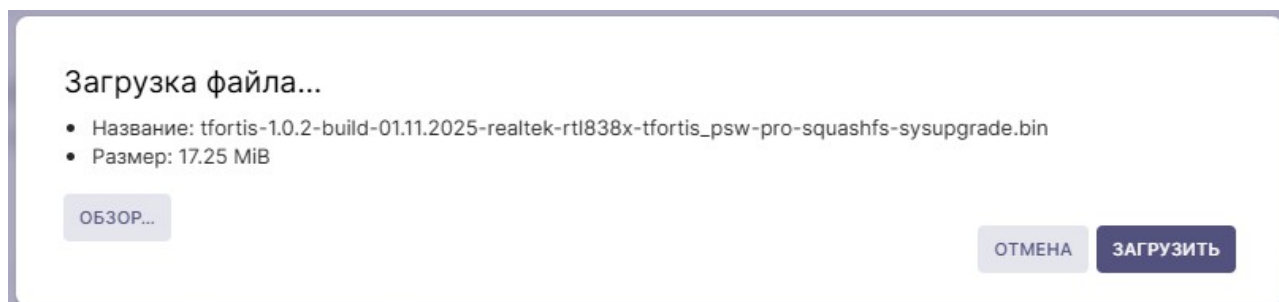 Загрузка файла...
• Название: tfortis-1.0.2-build-01.11.2025-realtek-rtl838x-tfortis_psw-pro-squashfs-sysupgrade.bin
• Размер: 17.25 MiB
ОБЗОР...
ОТМЕНА ЗАГРУЗИТЬ